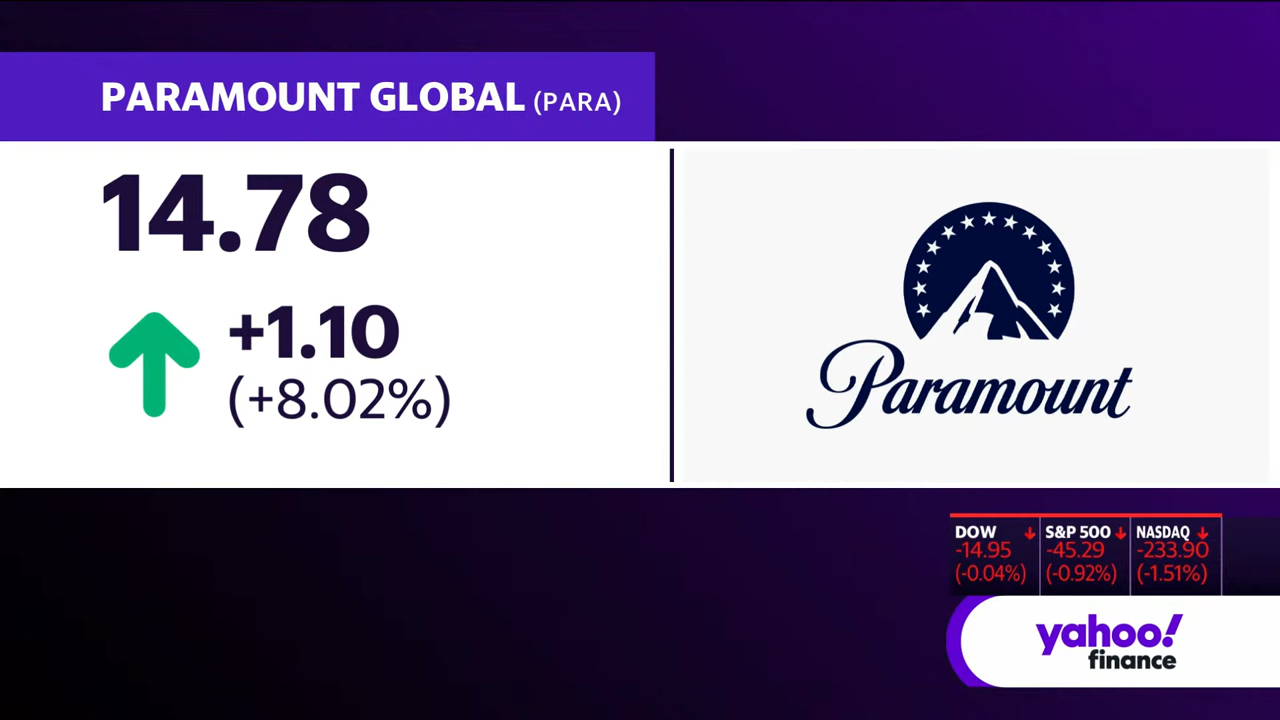 PARAMOUNT GLOBAL (PARA)
14.78
+1.10
(+8.02%)
Paramount
DOW
-14.95
(-0.04%)
S&P 500
-45.29
(-0.92%)
NASDAQ
-233.90
(-1.51%)
yahoo!
finance